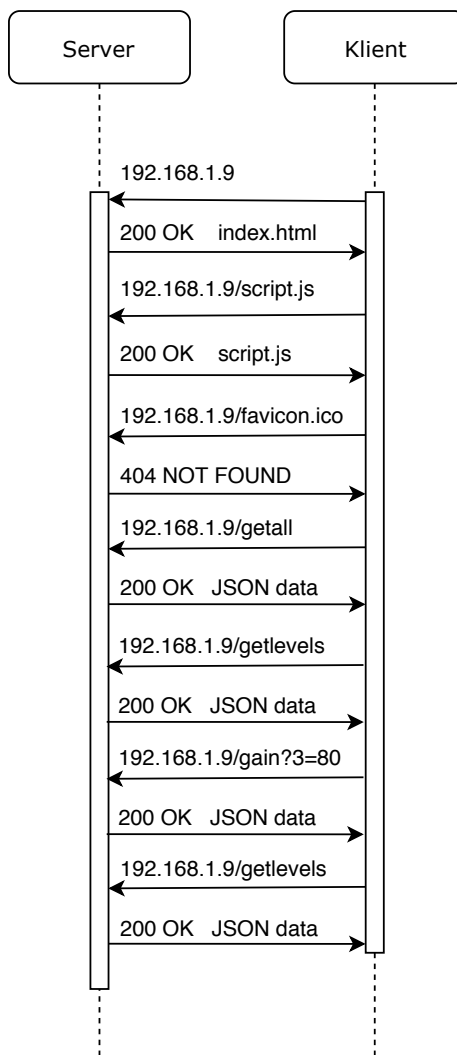 Server
Klient
192.168.1.9
200 OK index.html
192.168.1.9/script.js
200 OK script.js
192.168.1.9/favicon.ico
404 NOT FOUND
192.168.1.9/getall
200 OK JSON data
192.168.1.9/getlevels
200 OK JSON data
192.168.1.9/gain?3=80
200 OK JSON data
192.168.1.9/getlevels
200 OK JSON data